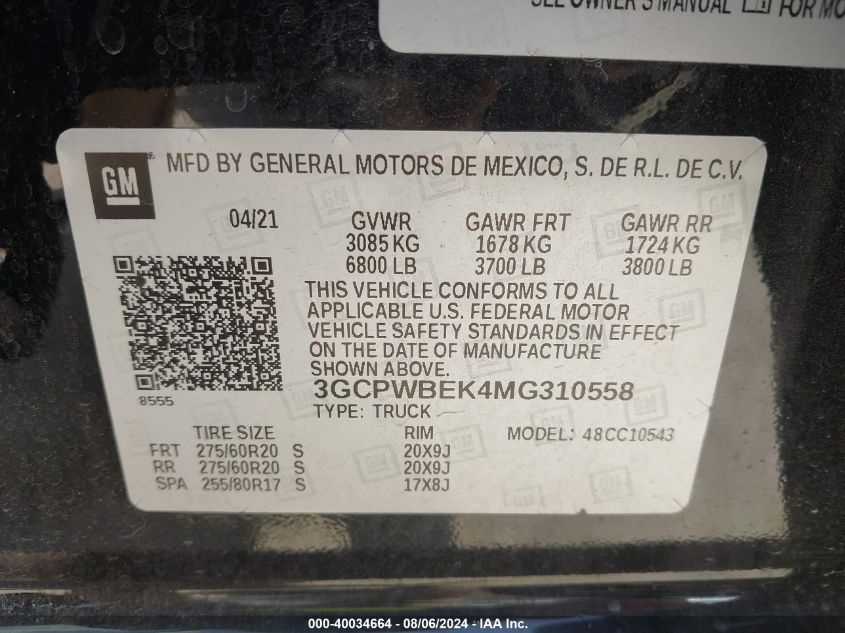 SEE OWNER'S MANUAL FOR MO
GM
MFD BY GENERAL MOTORS DE MEXICO, S. DE R.L. DE C.V.
04/21 GVWR GAWR FRT GAWR RR
3085 KG 1678 KG 1724 KG
6800 LB 3700 LB 3800 LB
THIS VEHICLE CONFORMS TO ALL
APPLICABLE U.S. FEDERAL MOTOR
VEHICLE SAFETY STANDARDS IN EFFECT
ON THE DATE OF MANUFACTURE
SHOWN ABOVE.
3GCPWBEK4MG310558
8555
TYPE: TRUCK
TIRE SIZE RIM MODEL: 48CC10543
FRT 275/60R20 S 20X9J
RR 275/60R20 S 20X9J
SPA 255/80R17 S 17X8J
000-40034664 - 08/06/2024 - IAA Inc.